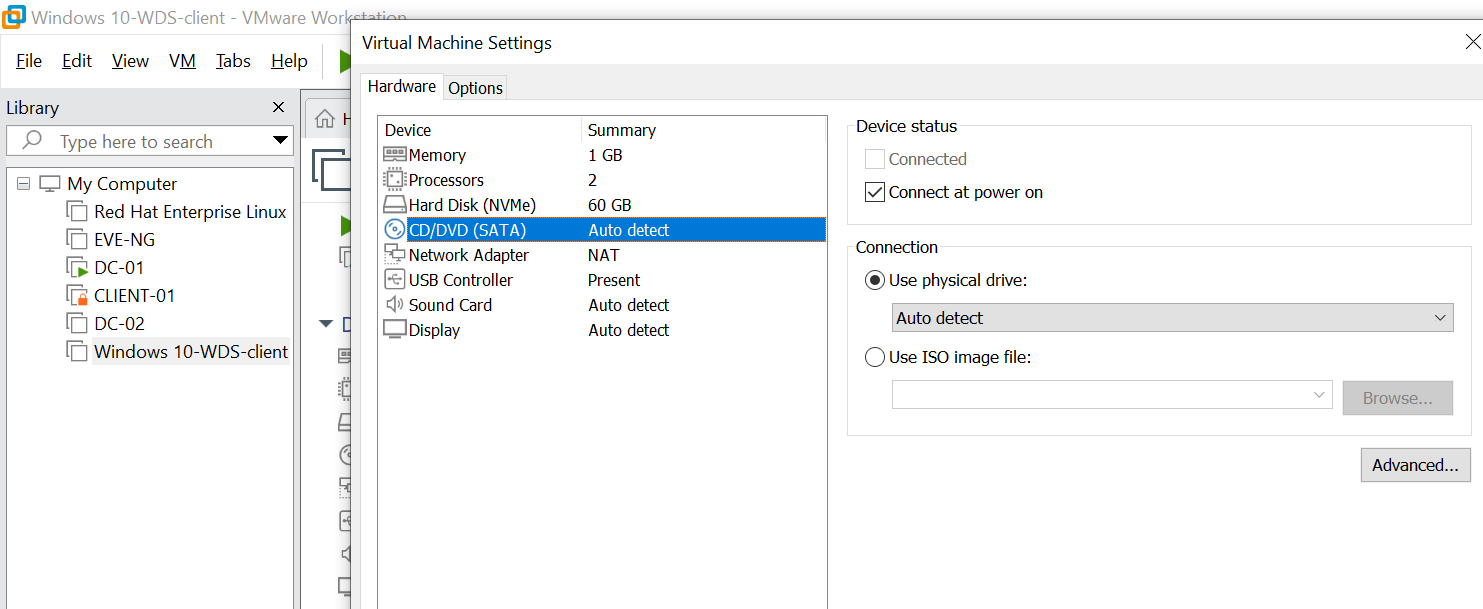 Windows 10-WDS-client - VMware Workstation
File Edit View VM Tabs Help
Library
Type here to search
My Computer
Red Hat Enterprise Linux
EVE-NG
DC-01
CLIENT-01
DC-02
Windows 10-WDS-client
H
D
Virtual Machine Settings
Hardware Options
Device Summary
Memory 1 GB
Processors 2
Hard Disk (NVMe) 60 GB
CD/DVD (SATA) Auto detect
Network Adapter NAT
USB Controller Present
Sound Card Auto detect
Display Auto detect
Device status
Connected
Connect at power on
Connection
Use physical drive:
Auto detect
Use ISO image file:
Browse...
Advanced...